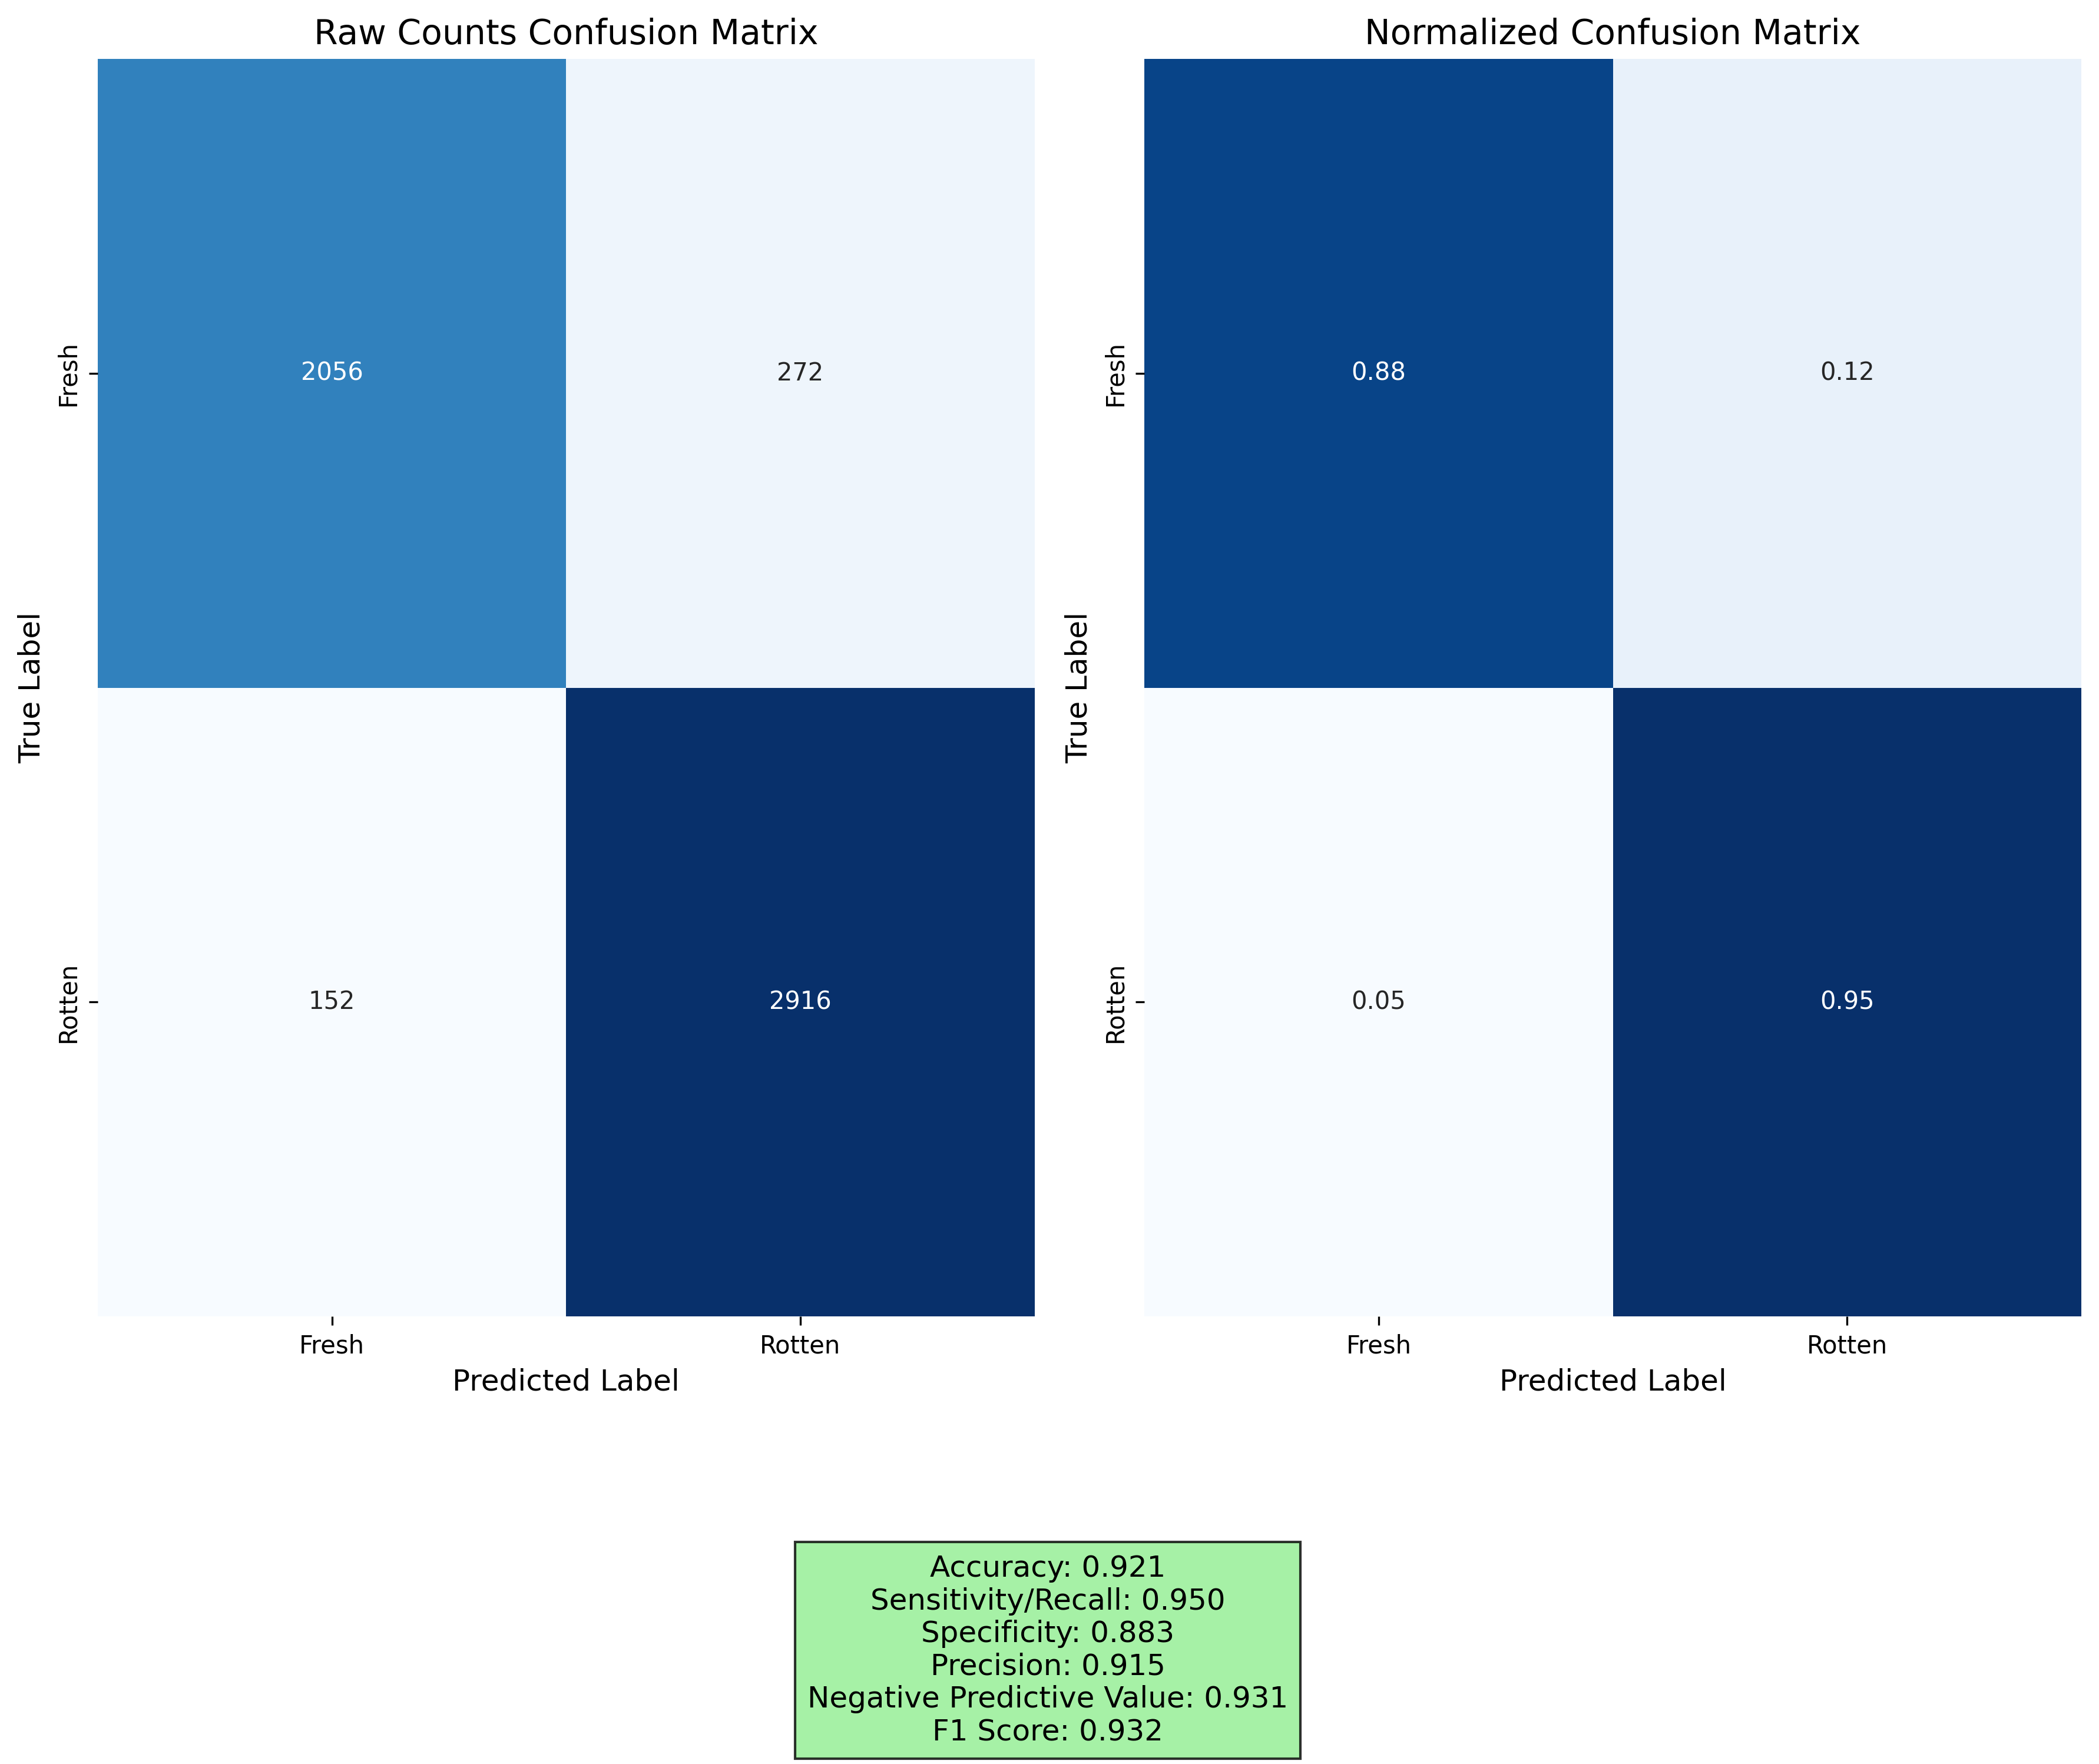 Raw Counts Confusion Matrix
True Label
Fresh
2056
272
Rotten
152
2916
Fresh
Rotten
Predicted Label
Normalized Confusion Matrix
True Label
Fresh
0.88
0.12
Rotten
0.05
0.95
Fresh
Rotten
Predicted Label
Accuracy: 0.921
Sensitivity/Recall: 0.950
Specificity: 0.883
Precision: 0.915
Negative Predictive Value: 0.931
F1 Score: 0.932